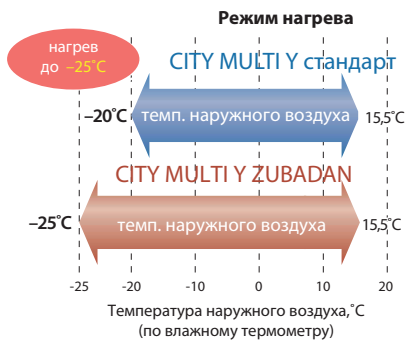 Режим нагрева
нагрев
до –25˚C
CITY MULTI Y стандарт
–20˚C
темп. наружного воздуха
15,5˚C
CITY MULTI Y ZUBADAN
–25˚C
темп. наружного воздуха
15,5˚C
-25 -20 -10 0 10 20
Температура наружного воздуха,˚C
(по влажному термометру)